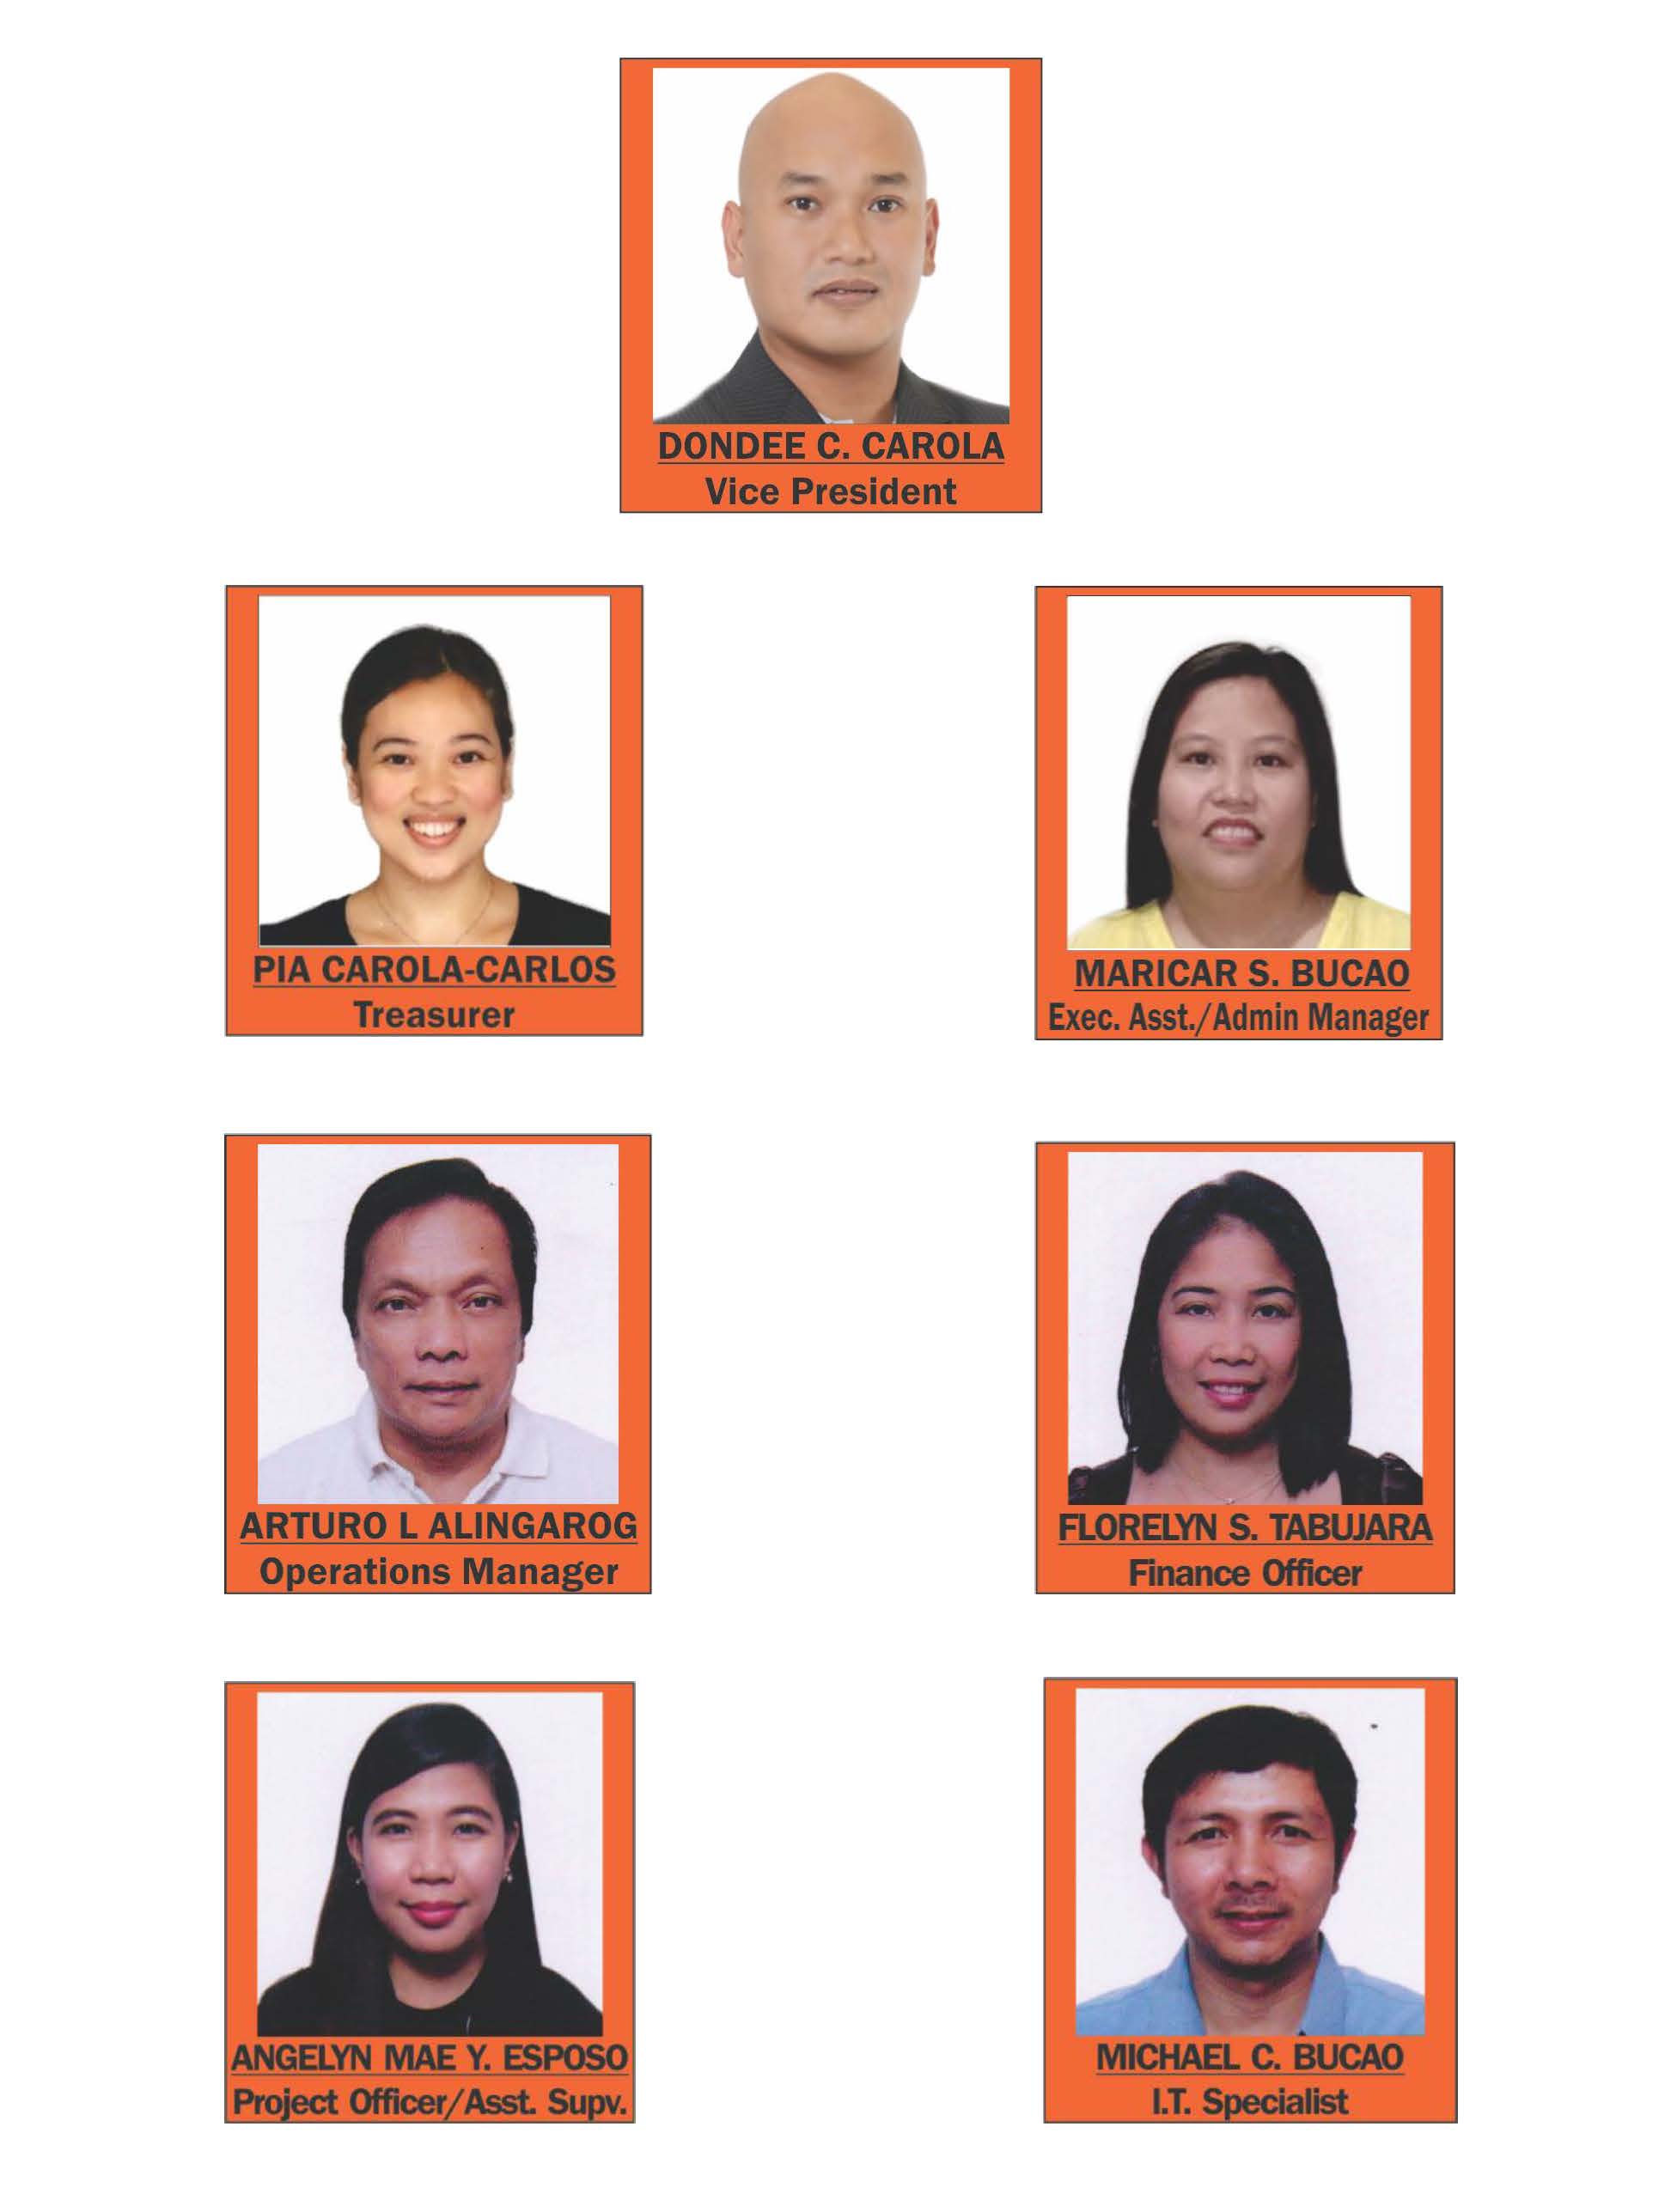 DONDEE C. CAROLA
Vice President
PIA CAROLA-CARLOS
Treasurer
MARICAR S. BUCAO
Exec. Asst./Admin Manager
ARTURO L ALINGAROG
Operations Manager
FLORELYN S. TABUJARA
Finance Officer
ANGELYN MAE Y. ESPOSO
Project Officer/Asst. Supv.
MICHAEL C. BUCAO
I.T. Specialist